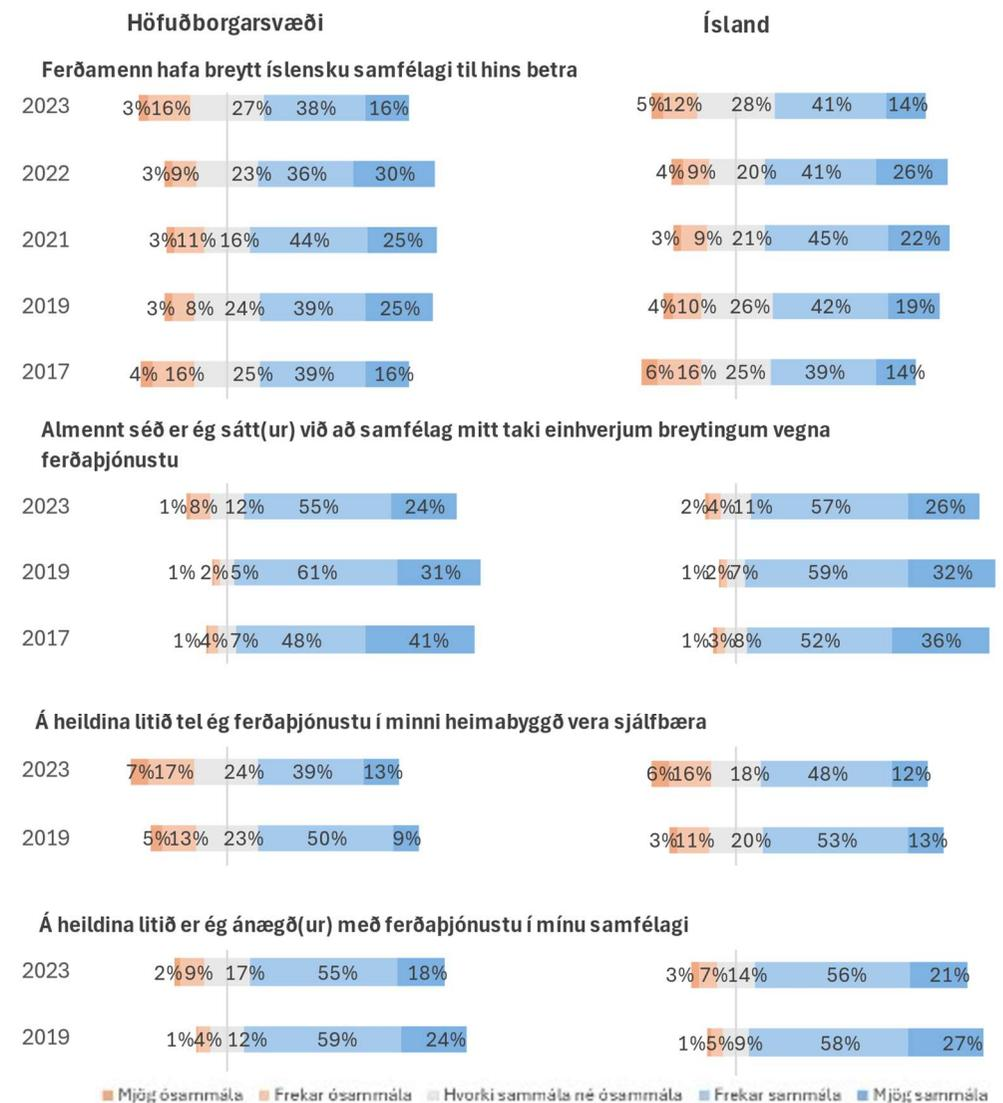 Höfuðborgarsvæði Ísland
Ferðamenn hafa breytt íslensku samfélagi til hins betra
2023 3% 16% 27% 38% 16% 5% 12% 28% 41% 14%
2022 3% 9% 23% 36% 30% 4% 9% 20% 41% 26%
2021 3% 11% 16% 44% 25% 3% 9% 21% 45% 22%
2019 3% 8% 24% 39% 25% 4% 10% 26% 42% 19%
2017 4% 16% 25% 39% 16% 6% 16% 25% 39% 14%
Almennt séð er ég sátt(ur) við að samfélag mitt taki einhverjum breytingum vegna
ferðaþjónustu
2023 1% 8% 12% 55% 24% 2% 4% 11% 57% 26%
2019 1% 2% 5% 61% 31% 1% 2% 7% 59% 32%
2017 1% 4% 7% 48% 41% 1% 3% 8% 52% 36%
Á heildina litið tel ég ferðaþjónustu í minni heimabyggð vera sjálfbæra
2023 7% 17% 24% 39% 13% 6% 16% 18% 48% 12%
2019 5% 13% 23% 50% 9% 3% 11% 20% 53% 13%
Á heildina litið er ég ánægð(ur) með ferðaþjónustu í mínu samfélagi
2023 2% 9% 17% 55% 18% 3% 7% 14% 56% 21%
2019 1% 4% 12% 59% 24% 1% 5% 9% 58% 27%
Mjög ósammála Frekar ósammála Hvorki sammála né ósammála Frekar sammála Mjög sammála